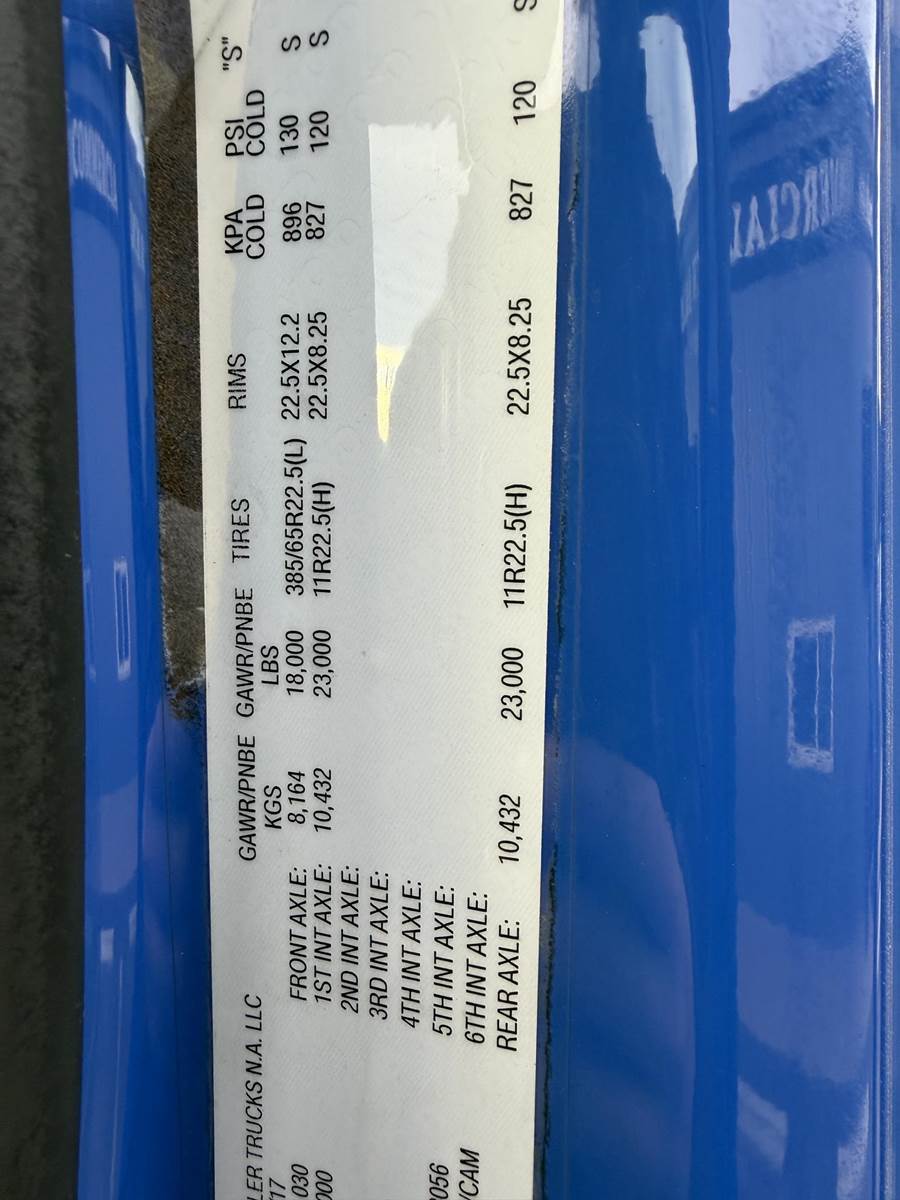 LER TRUCKS N.A. LLC GAWR/PNBE GAWR/PNBE TIRES RIMS KPA PSI "S"
17 KGS LBS COLD COLD
030 FRONT AXLE: 8,164 18,000 385/65R22.5(L) 22.5X12.2 896 130 S
000 1ST INT AXLE: 10,432 23,000 11R22.5(H) 22.5X8.25 827 120 S
2ND INT AXLE:
3RD INT AXLE:
4TH INT AXLE:
056 5TH INT AXLE:
/CAM 6TH INT AXLE:
REAR AXLE: 10,432 23,000 11R22.5(H) 22.5X8.25 827 120 S